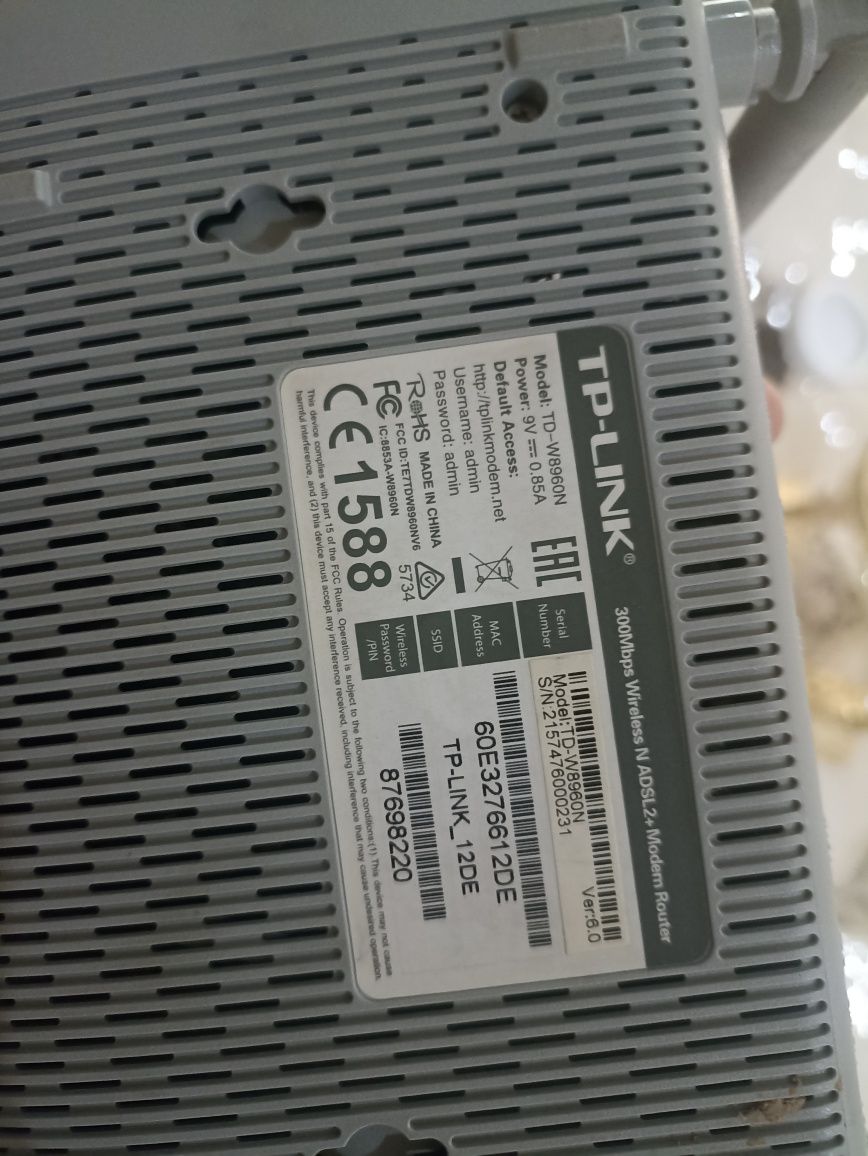 TP-LINK®
300Mbps Wireless N ADSL2+ Modem Router
Model: TD-W8960N
Power: 9V⎓0.85A
Default Access:
http://tplinkmodem.net
Username: admin
Password: admin
RoHS MADE IN CHINA
FC FCC ID:TE7TDW8960NV6
IC:8853A-W8960N
CE 1588
EAC
5734
Serial Number
Model:TD-W8960N Ver:6.0
S/N:2157476000231
MAC Address
60E3276612DE
SSID
TP-LINK_12DE
Wireless Password /PIN
87698220
This device complies with part 15 of the FCC Rules. Operation is subject to the following two conditions:(1). This device may not cause
harmful interference, and (2) this device must accept any interference received, including interference that may cause undesired operation.